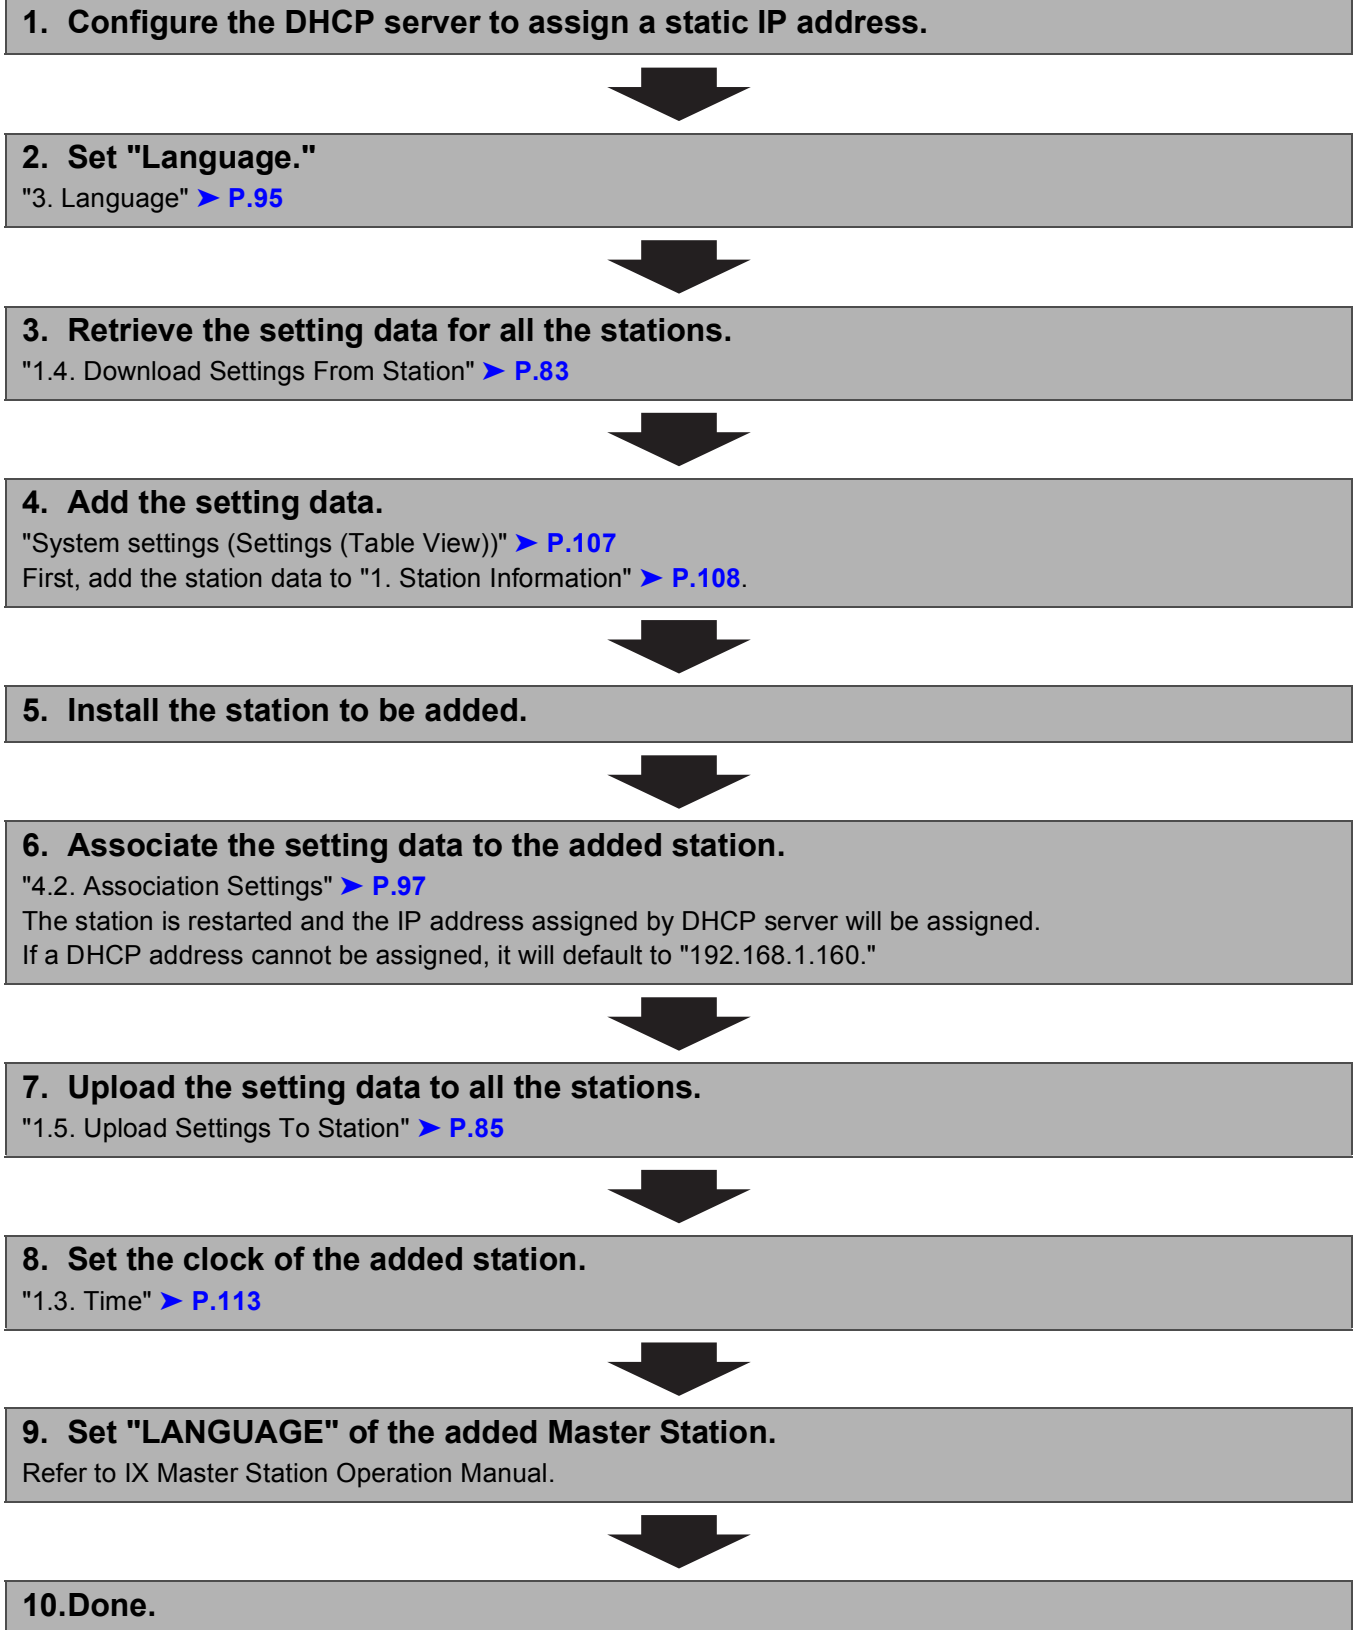 1. Configure the DHCP server to assign a static IP address.
2. Set "Language."
"3. Language" ➤ P.95
3. Retrieve the setting data for all the stations.
"1.4. Download Settings From Station" ➤ P.83
4. Add the setting data.
"System settings (Settings (Table View))" ➤ P.107
First, add the station data to "1. Station Information" ➤ P.108.
5. Install the station to be added.
6. Associate the setting data to the added station.
"4.2. Association Settings" ➤ P.97
The station is restarted and the IP address assigned by DHCP server will be assigned.
If a DHCP address cannot be assigned, it will default to "192.168.1.160."
7. Upload the setting data to all the stations.
"1.5. Upload Settings To Station" ➤ P.85
8. Set the clock of the added station.
"1.3. Time" ➤ P.113
9. Set "LANGUAGE" of the added Master Station.
Refer to IX Master Station Operation Manual.
10.Done.